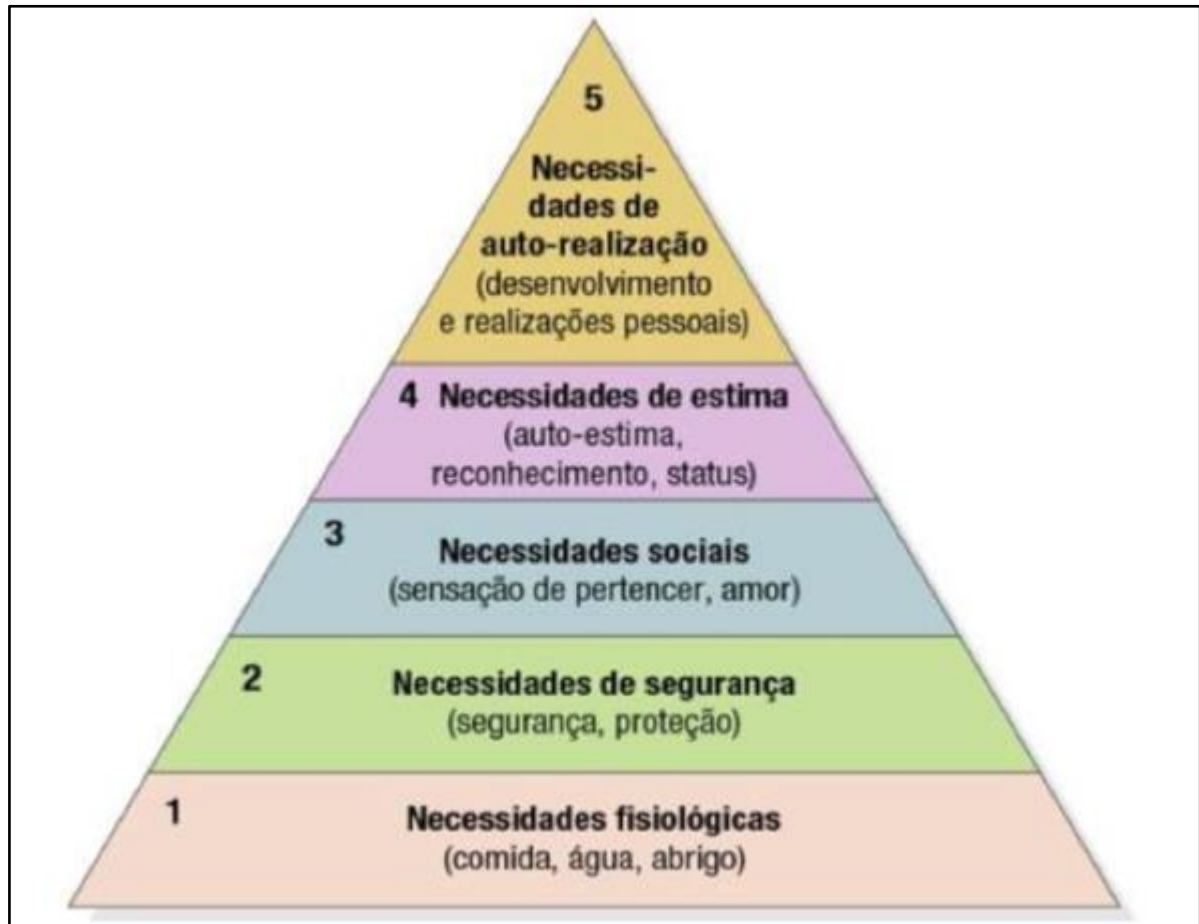 5
Necessi-
dades de
auto-realização
(desenvolvimento
e realizações pessoais)
4 Necessidades de estima
(auto-estima,
reconhecimento, status)
3
Necessidades sociais
(sensação de pertencer, amor)
2
Necessidades de segurança
(segurança, proteção)
1
Necessidades fisiológicas
(comida, água, abrigo)